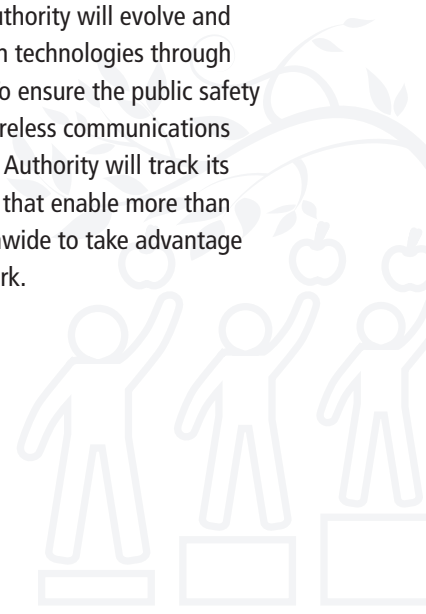 uthority will evolve and
technologies through
o ensure the public safety
reless communications
Authority will track its
that enable more than
wide to take advantage
rk.